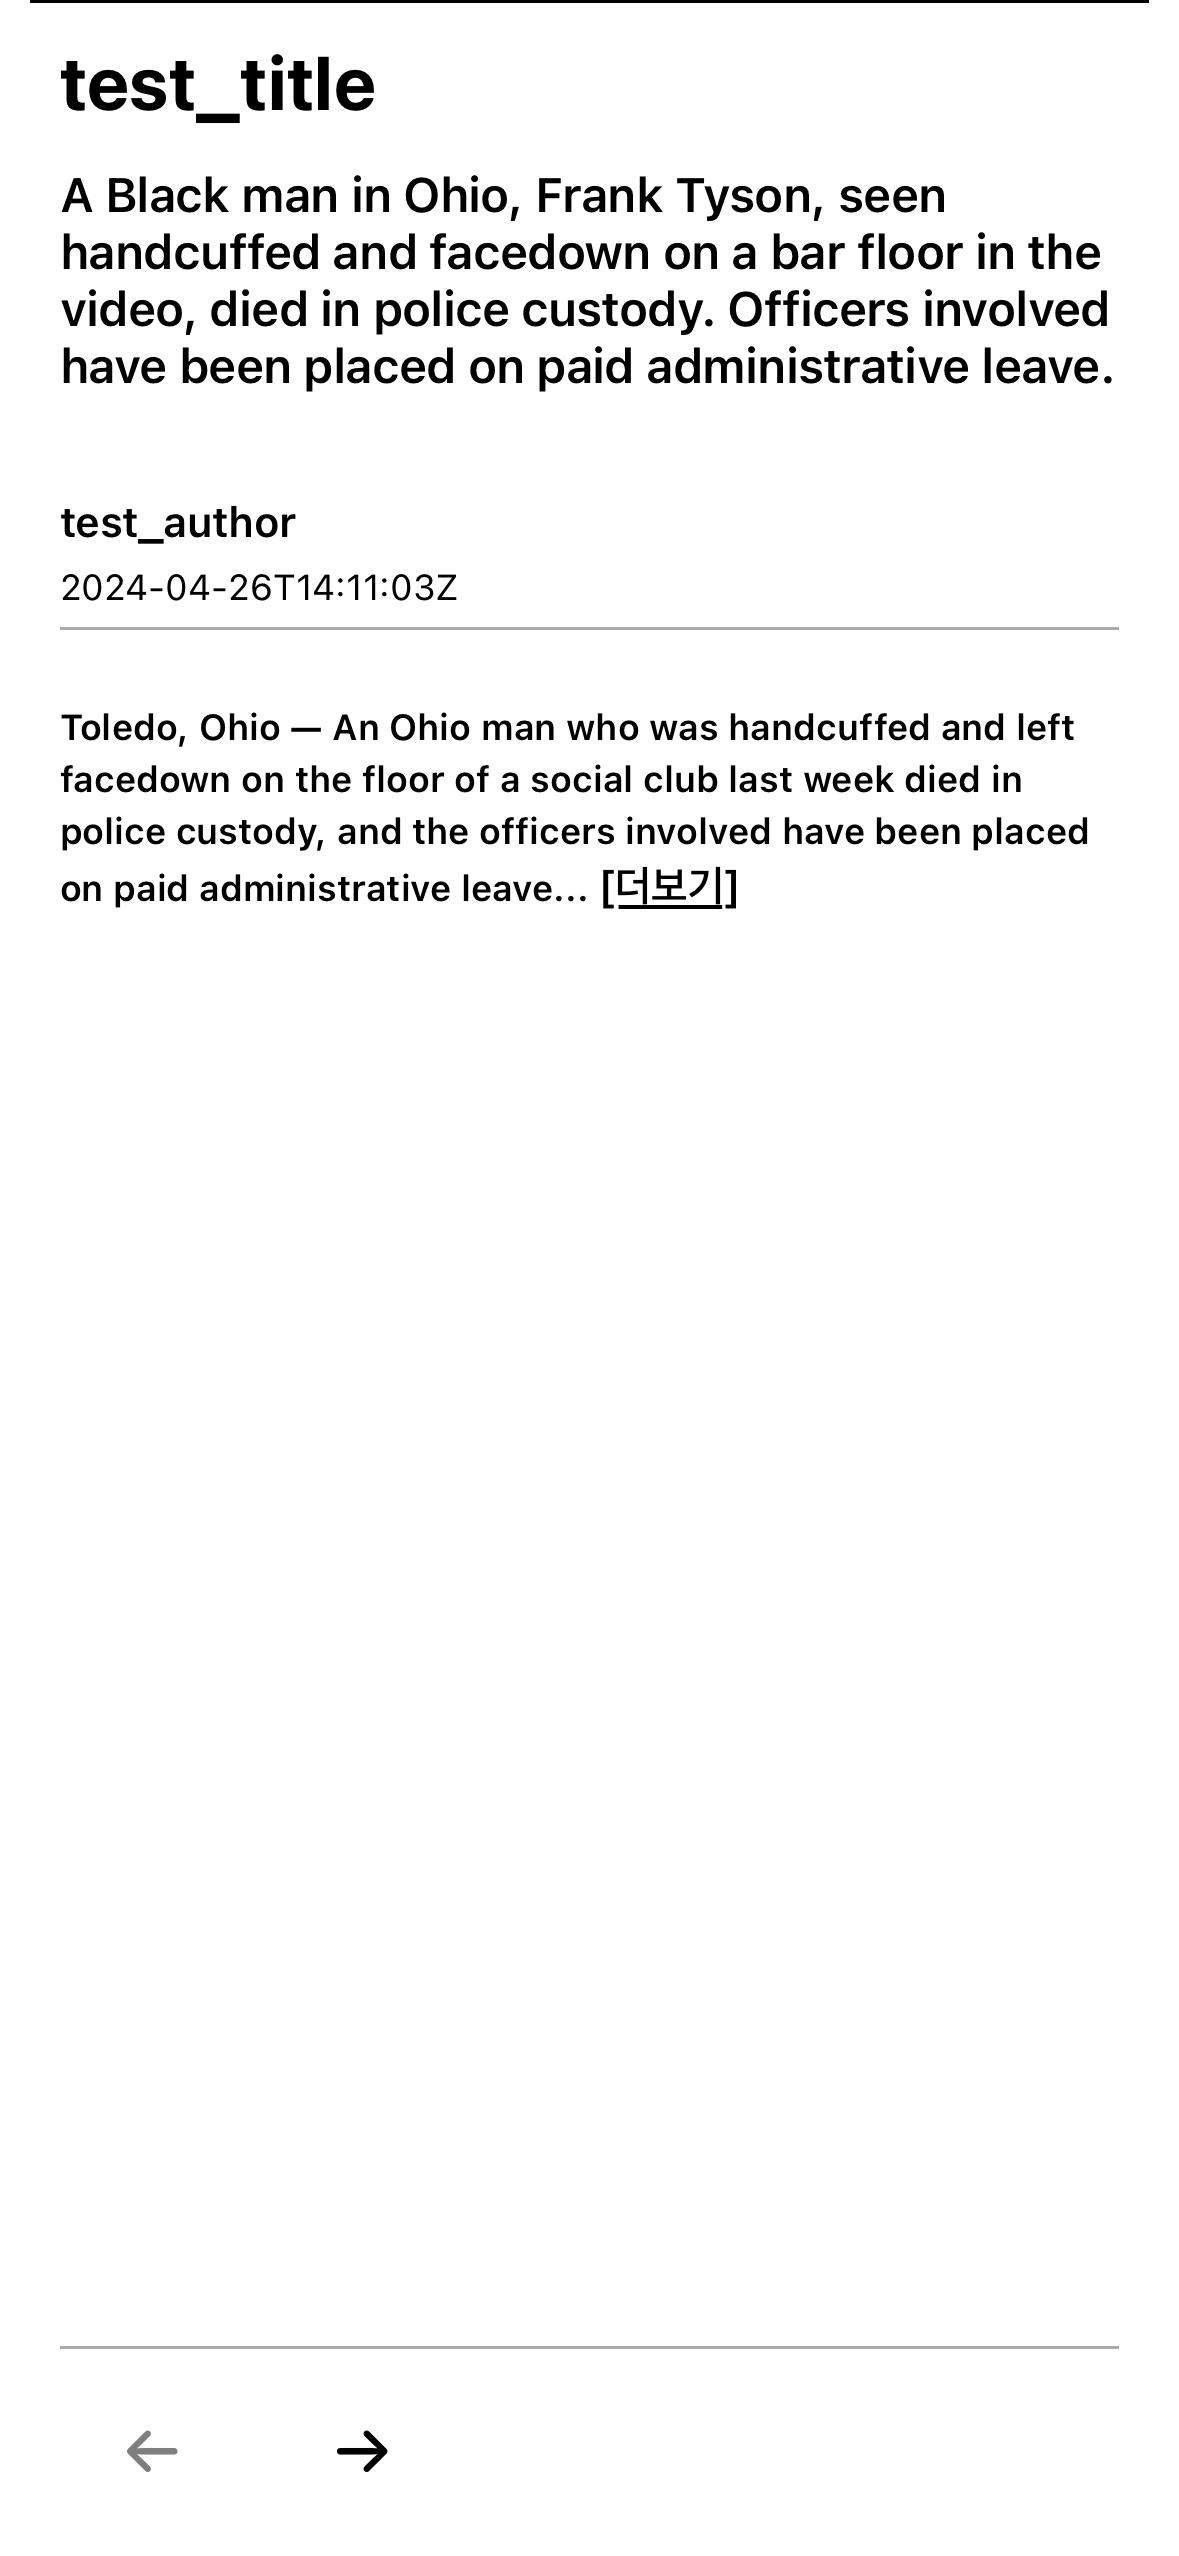 test_title
A Black man in Ohio, Frank Tyson, seen
handcuffed and facedown on a bar floor in the
video, died in police custody. Officers involved
have been placed on paid administrative leave.
test_author
2024-04-26T14:11:03Z
Toledo, Ohio — An Ohio man who was handcuffed and left
facedown on the floor of a social club last week died in
police custody, and the officers involved have been placed
on paid administrative leave… [더보기]